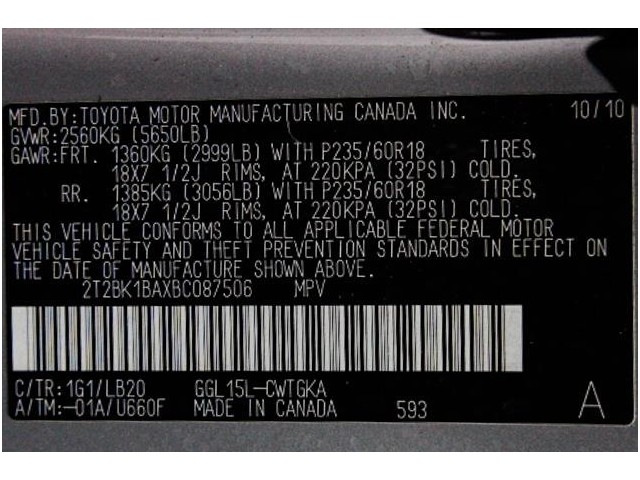 MFD.BY:TOYOTA MOTOR MANUFACTURING CANADA INC. 10/10
GVWR:2560KG (5650LB)
GAWR:FRT. 1360KG (2999LB) WITH P235/60R18 TIRES,
18X7 1/2J RIMS, AT 220KPA (32PSI) COLD.
RR. 1385KG (3056LB) WITH P235/60R18 TIRES,
18X7 1/2J RIMS, AT 220KPA (32PSI) COLD.
THIS VEHICLE CONFORMS TO ALL APPLICABLE FEDERAL MOTOR
VEHICLE SAFETY AND THEFT PREVENTION STANDARDS IN EFFECT ON
THE DATE OF MANUFACTURE SHOWN ABOVE.
2T2BK1BAXBC087506 MPV
C/TR:1G1/LB20 GGL15L-CWTGKA
A/TM:-01A/U660F MADE IN CANADA 593 A